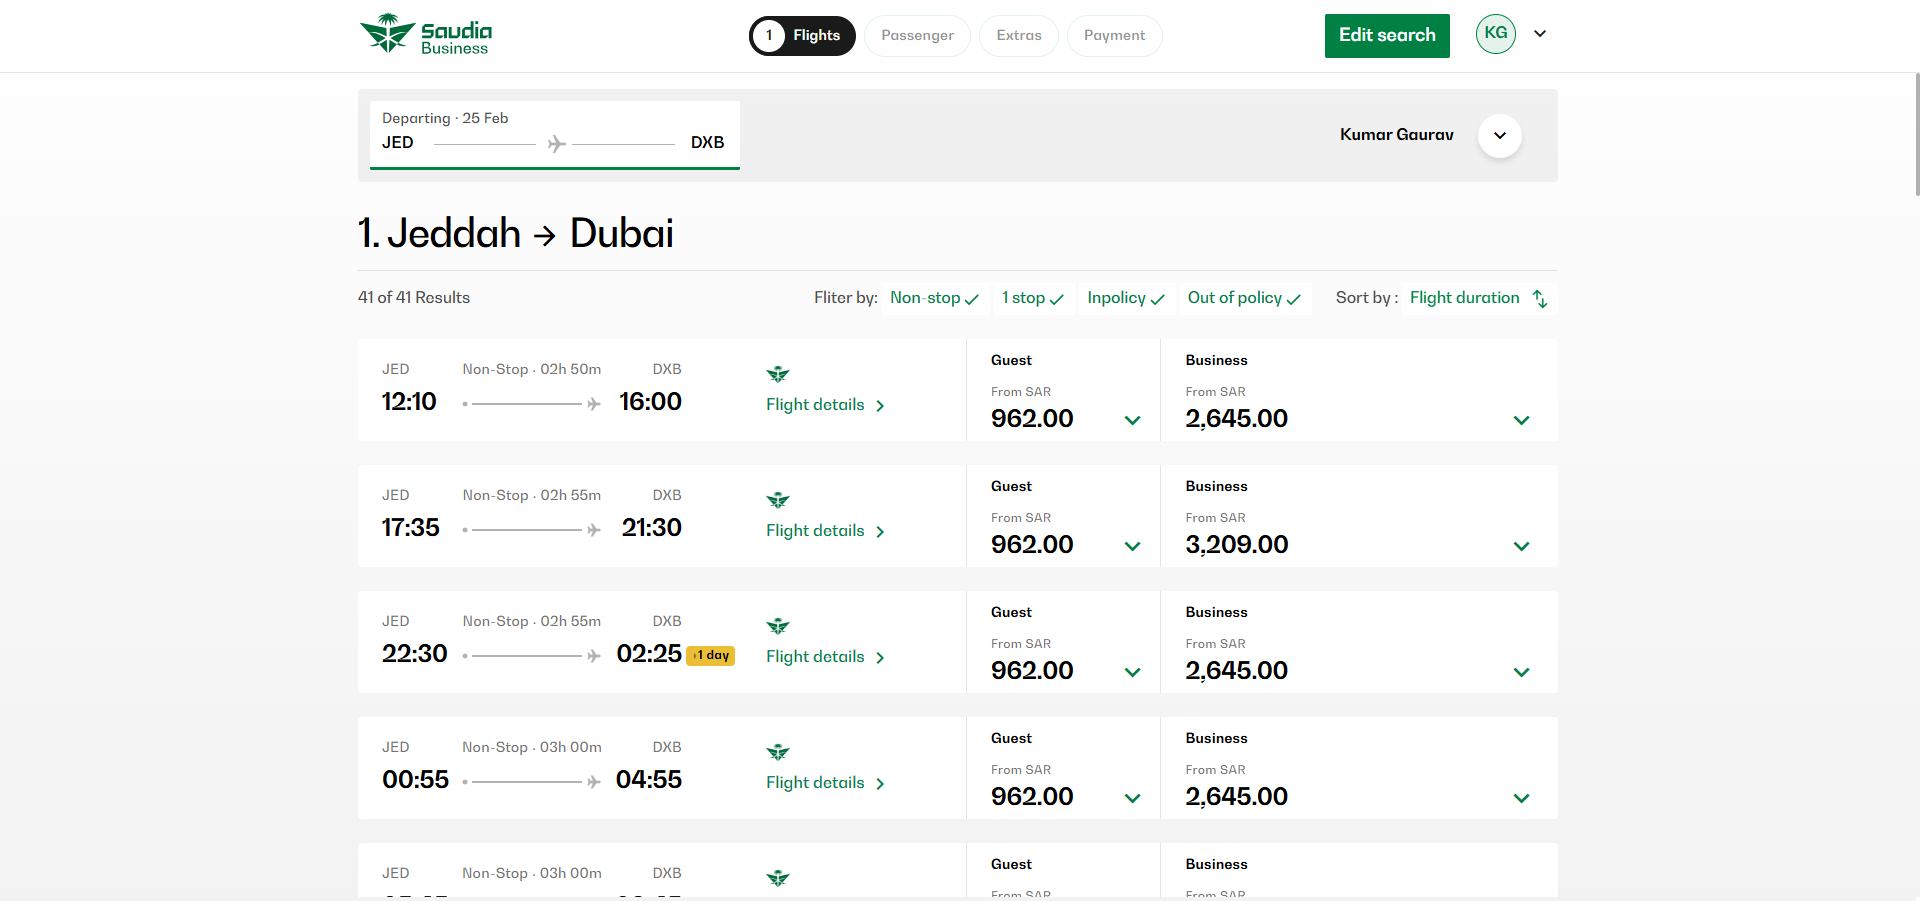 Saudia
Business
1 Flights
Passenger
Extras
Payment
Edit search
KG
Departing · 25 Feb
JED DXB
Kumar Gaurav
1. Jeddah → Dubai
41 of 41 Results
Fliter by: Non-stop 1 stop Inpolicy Out of policy
Sort by : Flight duration
JED Non-Stop · 02h 50m DXB
12:10 16:00
Flight details
Guest
From SAR
962.00
Business
From SAR
2,645.00
JED Non-Stop · 02h 55m DXB
17:35 21:30
Flight details
Guest
From SAR
962.00
Business
From SAR
3,209.00
JED Non-Stop · 02h 55m DXB
22:30 02:25 +1 day
Flight details
Guest
From SAR
962.00
Business
From SAR
2,645.00
JED Non-Stop · 03h 00m DXB
00:55 04:55
Flight details
Guest
From SAR
962.00
Business
From SAR
2,645.00
JED Non-Stop · 03h 00m DXB
Guest
From SAR
Business
From SAR